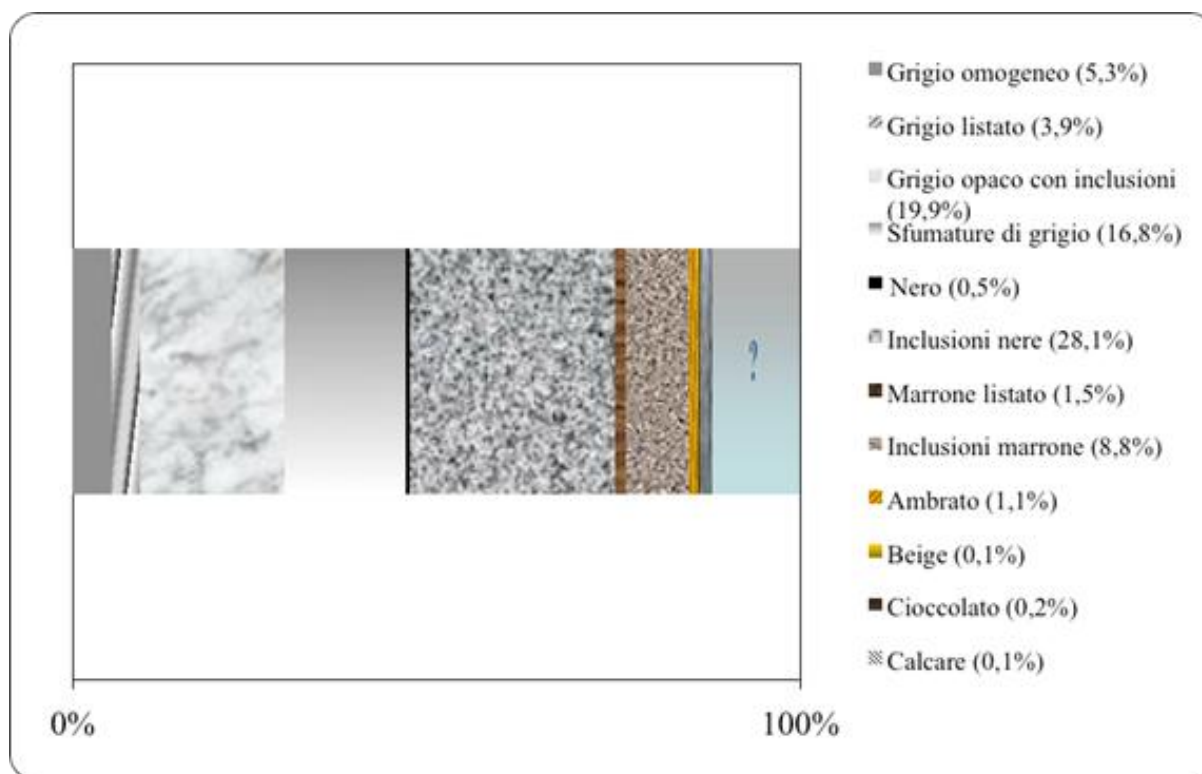 Grigio omogeneo (5,3%)
Grigio listato (3,9%)
Grigio opaco con inclusioni
(19,9%)
Sfumature di grigio (16,8%)
Nero (0,5%)
Inclusioni nere (28,1%)
Marrone listato (1,5%)
Inclusioni marrone (8,8%)
Ambrato (1,1%)
Beige (0,1%)
Cioccolato (0,2%)
Calcare (0,1%)
?
0%
100%